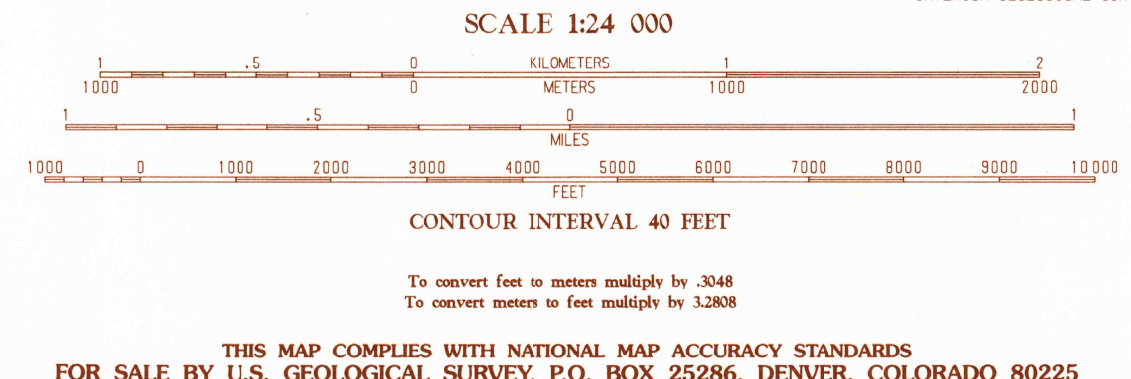 SCALE 1:24 000
1 .5 0 KILOMETERS 1 2
1000 0 METERS 1000 2000
1 .5 0 1
MILES
1000 0 1000 2000 3000 4000 5000 6000 7000 8000 9000 10 000
FEET
CONTOUR INTERVAL 40 FEET
To convert feet to meters multiply by .3048
To convert meters to feet multiply by 3.2808
THIS MAP COMPLIES WITH NATIONAL MAP ACCURACY STANDARDS
FOR SALE BY U.S. GEOLOGICAL SURVEY, P.O. BOX 25286, DENVER, COLORADO 80225